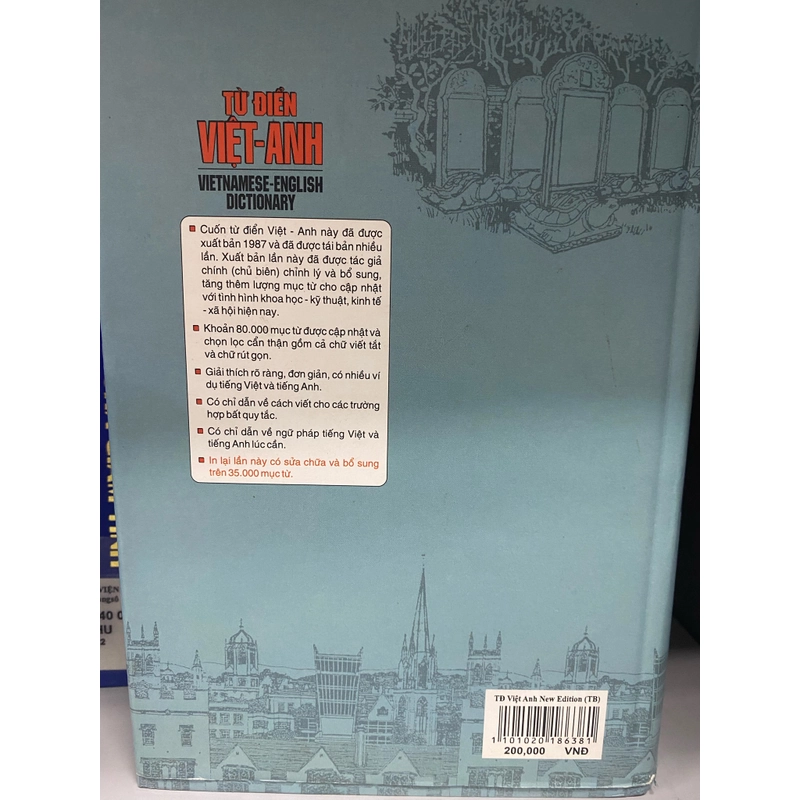 TỪ ĐIỂN
VIỆT-ANH
VIETNAMESE-ENGLISH
DICTIONARY
Cuốn từ điển Việt - Anh này đã được
xuất bản 1987 và đã được tái bản nhiều
lần. Xuất bản lần này đã được tác giả
chính (chủ biên) chỉnh lý và bổ sung,
tăng thêm lượng mục từ cho cập nhật
với tình hình khoa học - kỹ thuật, kinh tế
- xã hội hiện nay.
Khoản 80.000 mục từ được cập nhật và
chọn lọc cẩn thận gồm cả chữ viết tắt
và chữ rút gọn.
Giải thích rõ ràng, đơn giản, có nhiều ví
dụ tiếng Việt và tiếng Anh.
Có chỉ dẫn về cách viết cho các trường
hợp bất quy tắc.
Có chỉ dẫn về ngữ pháp tiếng Việt và
tiếng Anh lúc cần.
In lại lần này có sửa chữa và bổ sung
trên 35.000 mục từ.
VIỆN
40 0
HU
2
TĐ Việt Anh New Edition (TB)
1101020186381
200,000 VNĐ